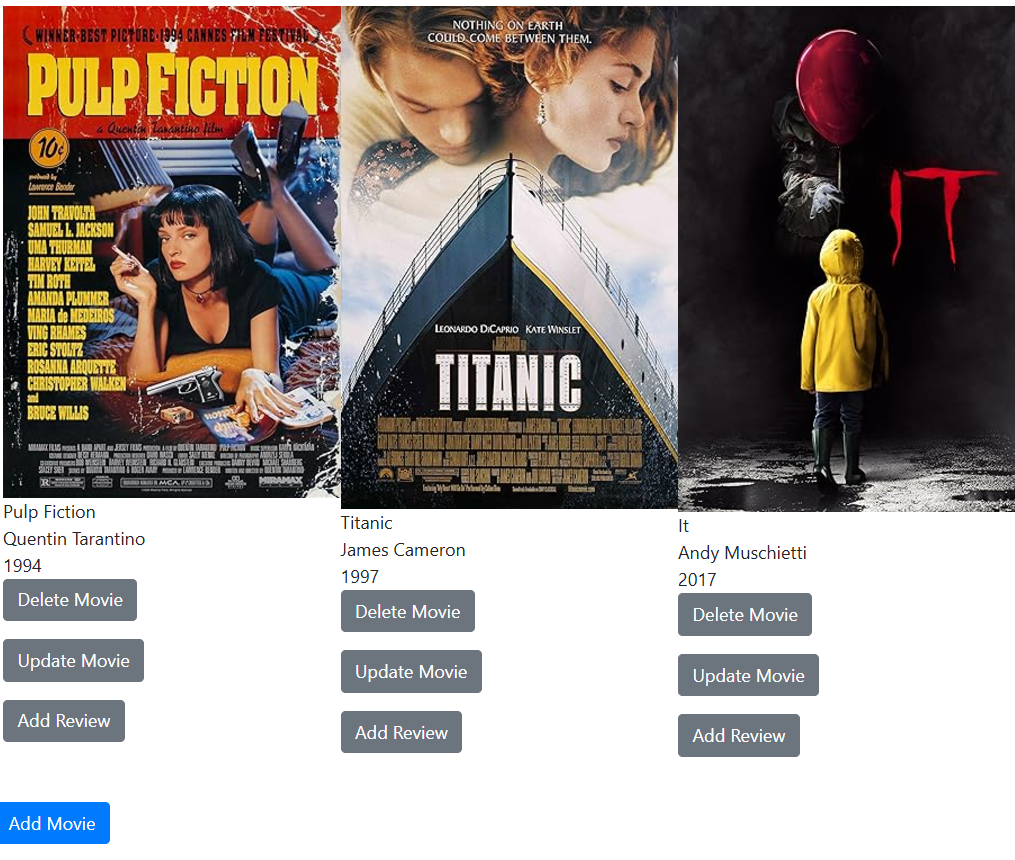 WINNER-BEST PICTURE-1994 CANNES FILM FESTIVAL
PULP FICTION
a Quentin Tarantino film
10¢
produced by
Lawrence Bender
JOHN TRAVOLTA
SAMUEL L. JACKSON
UMA THURMAN
HARVEY KEITEL
TIM ROTH
AMANDA PLUMMER
MARIA de MEDEIROS
VING RHAMES
ERIC STOLTZ
ROSANNA ARQUETTE
CHRISTOPHER WALKEN
and
BRUCE WILLIS
MIRAMAX
Pulp Fiction
Quentin Tarantino
1994
Delete Movie
Update Movie
Add Review
NOTHING ON EARTH
COULD COME BETWEEN THEM.
LEONARDO DICAPRIO KATE WINSLET
TITANIC
Titanic
James Cameron
1997
Delete Movie
Update Movie
Add Review
IT
It
Andy Muschietti
2017
Delete Movie
Update Movie
Add Review
Add Movie